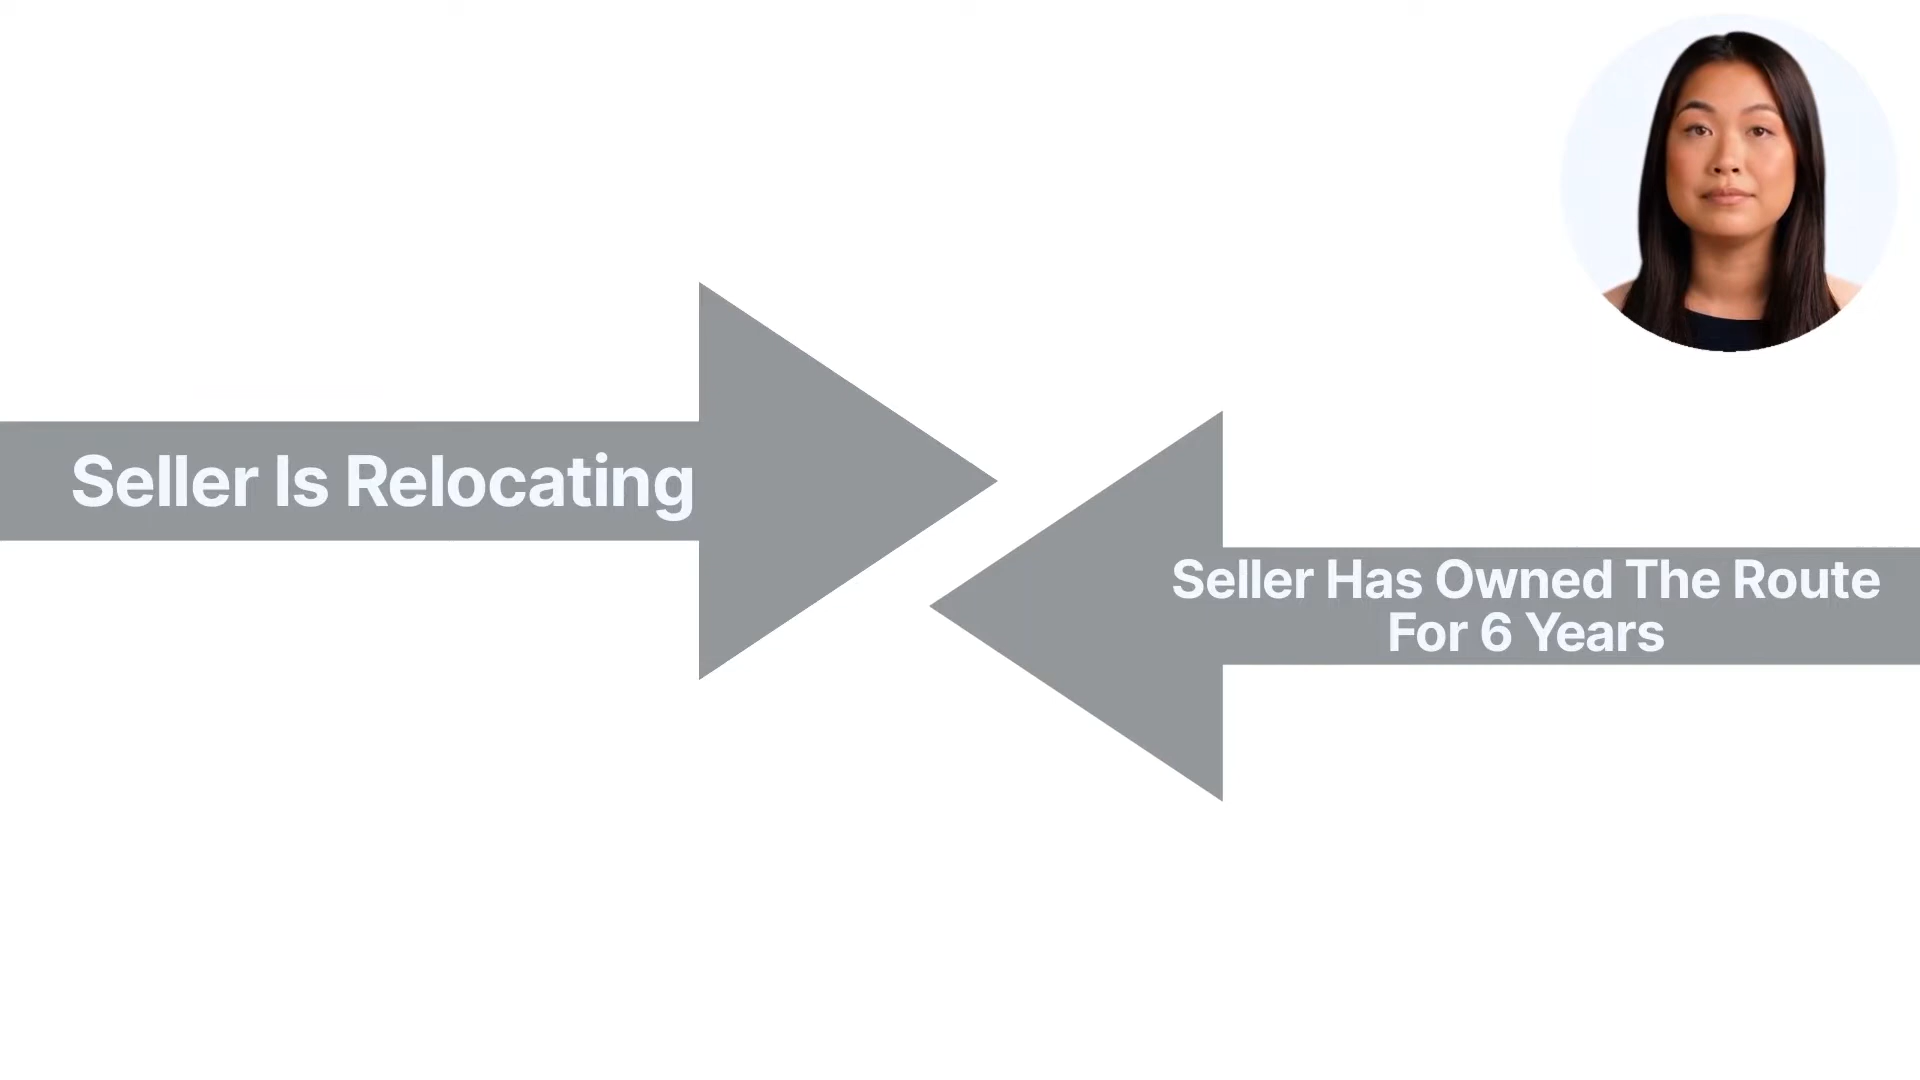 Seller Is Relocating
Seller Has Owned The Route
For 6 Years